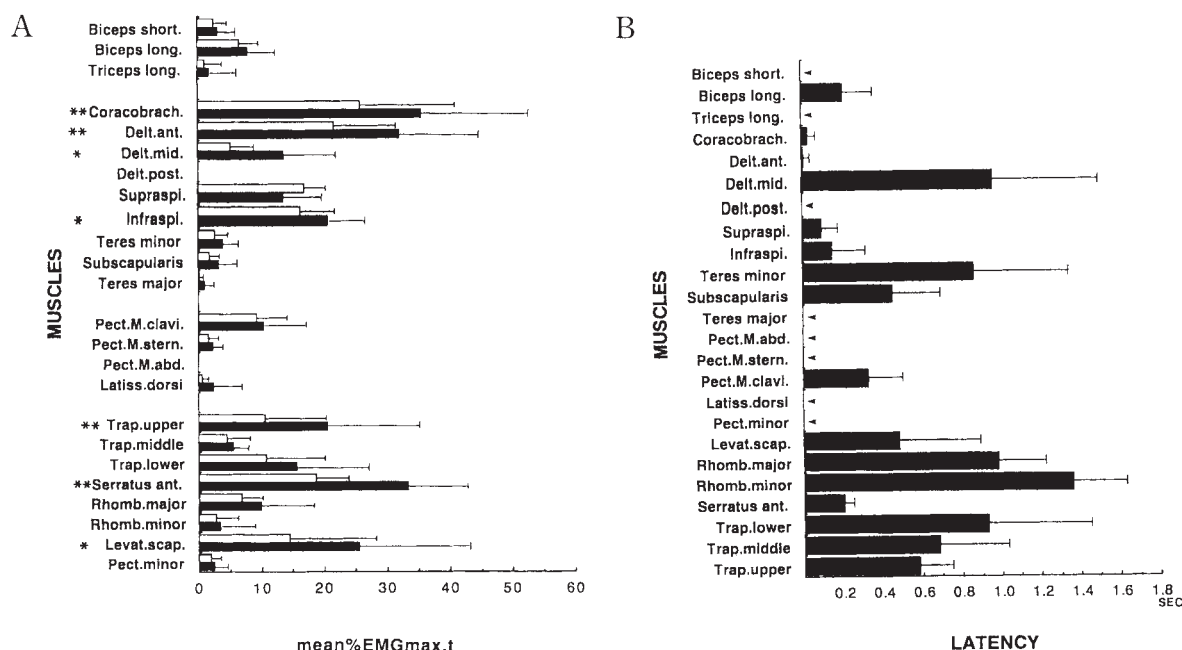 A
MUSCLES
Biceps short.
Biceps long.
Triceps long.
**Coracobrach.
** Delt.ant.
* Delt.mid.
Delt.post.
Supraspi.
* Infraspi.
Teres minor
Subscapularis
Teres major
Pect.M.clavi.
Pect.M.stern.
Pect.M.abd.
Latiss.dorsi
** Trap.upper
Trap.middle
Trap.lower
**Serratus ant.
Rhomb.major
Rhomb.minor
* Levat.scap.
Pect.minor
0 10 20 30 40 50 60
mean%EMGmax.t
B
MUSCLES
Biceps short.
Biceps long.
Triceps long.
Coracobrach.
Delt.ant.
Delt.mid.
Delt.post.
Supraspi.
Infraspi.
Teres minor
Subscapularis
Teres major
Pect.M.abd.
Pect.M.stern.
Pect.M.clavi.
Latiss.dorsi
Pect.minor
Levat.scap.
Rhomb.major
Rhomb.minor
Serratus ant.
Trap.lower
Trap.middle
Trap.upper
0.2 0.4 0.6 0.8 1.0 1.2 1.4 1.6 1.8
SEC
LATENCY